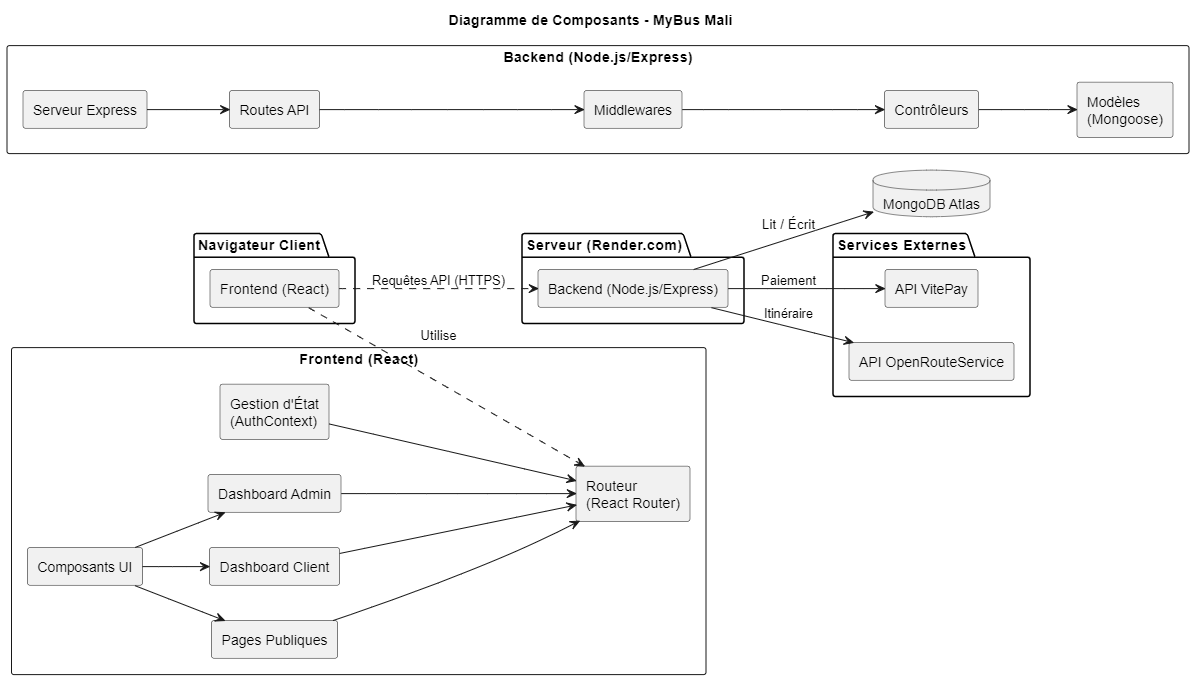 Diagramme de Composants - MyBus Mali
Backend (Node.js/Express)
Serveur Express
Routes API
Middlewares
Contrôleurs
Modèles
(Mongoose)
MongoDB Atlas
Lit / Écrit
Navigateur Client
Frontend (React)
Requêtes API (HTTPS)
Serveur (Render.com)
Backend (Node.js/Express)
Services Externes
Paiement
API VitePay
Itinéraire
API OpenRouteService
Utilise
Frontend (React)
Gestion d'État
(AuthContext)
Dashboard Admin
Routeur
(React Router)
Composants UI
Dashboard Client
Pages Publiques